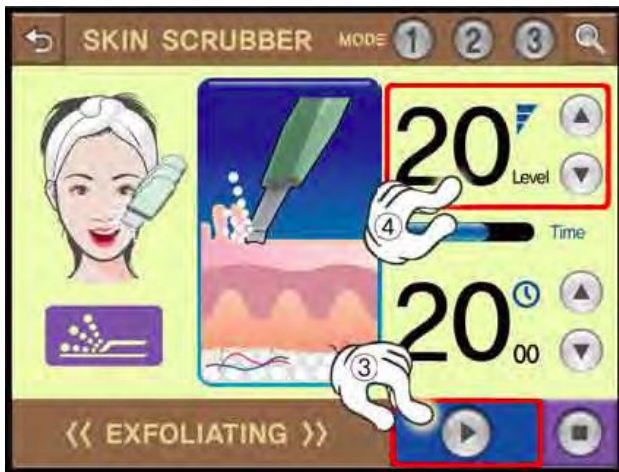 SKIN SCRUBBER MODE 1 2 3
20 Level
④
Time
20 00
③
<< EXFOLIATING >>